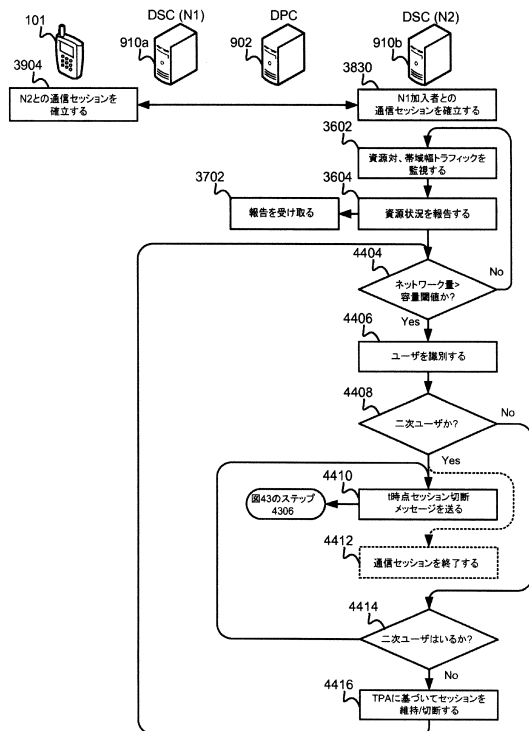 101
DSC (N1)
910a
DPC
902
DSC (N2)
910b
3904
N2との通信セッションを
確立する
3830
N1加入者との
通信セッションを確立する
3602
資源対、帯域幅トラフィックを
監視する
3702
報告を受け取る
3604
資源状況を報告する
4404
ネットワーク量>
容量閾値か?
No
Yes
4406
ユーザを識別する
4408
二次ユーザか?
No
Yes
4410
t時点セッション切断
メッセージを送る
図43のステップ
4306
4412
通信セッションを終了する
4414
二次ユーザはいるか?
No
4416
TPAに基づいてセッションを
維持/切断する